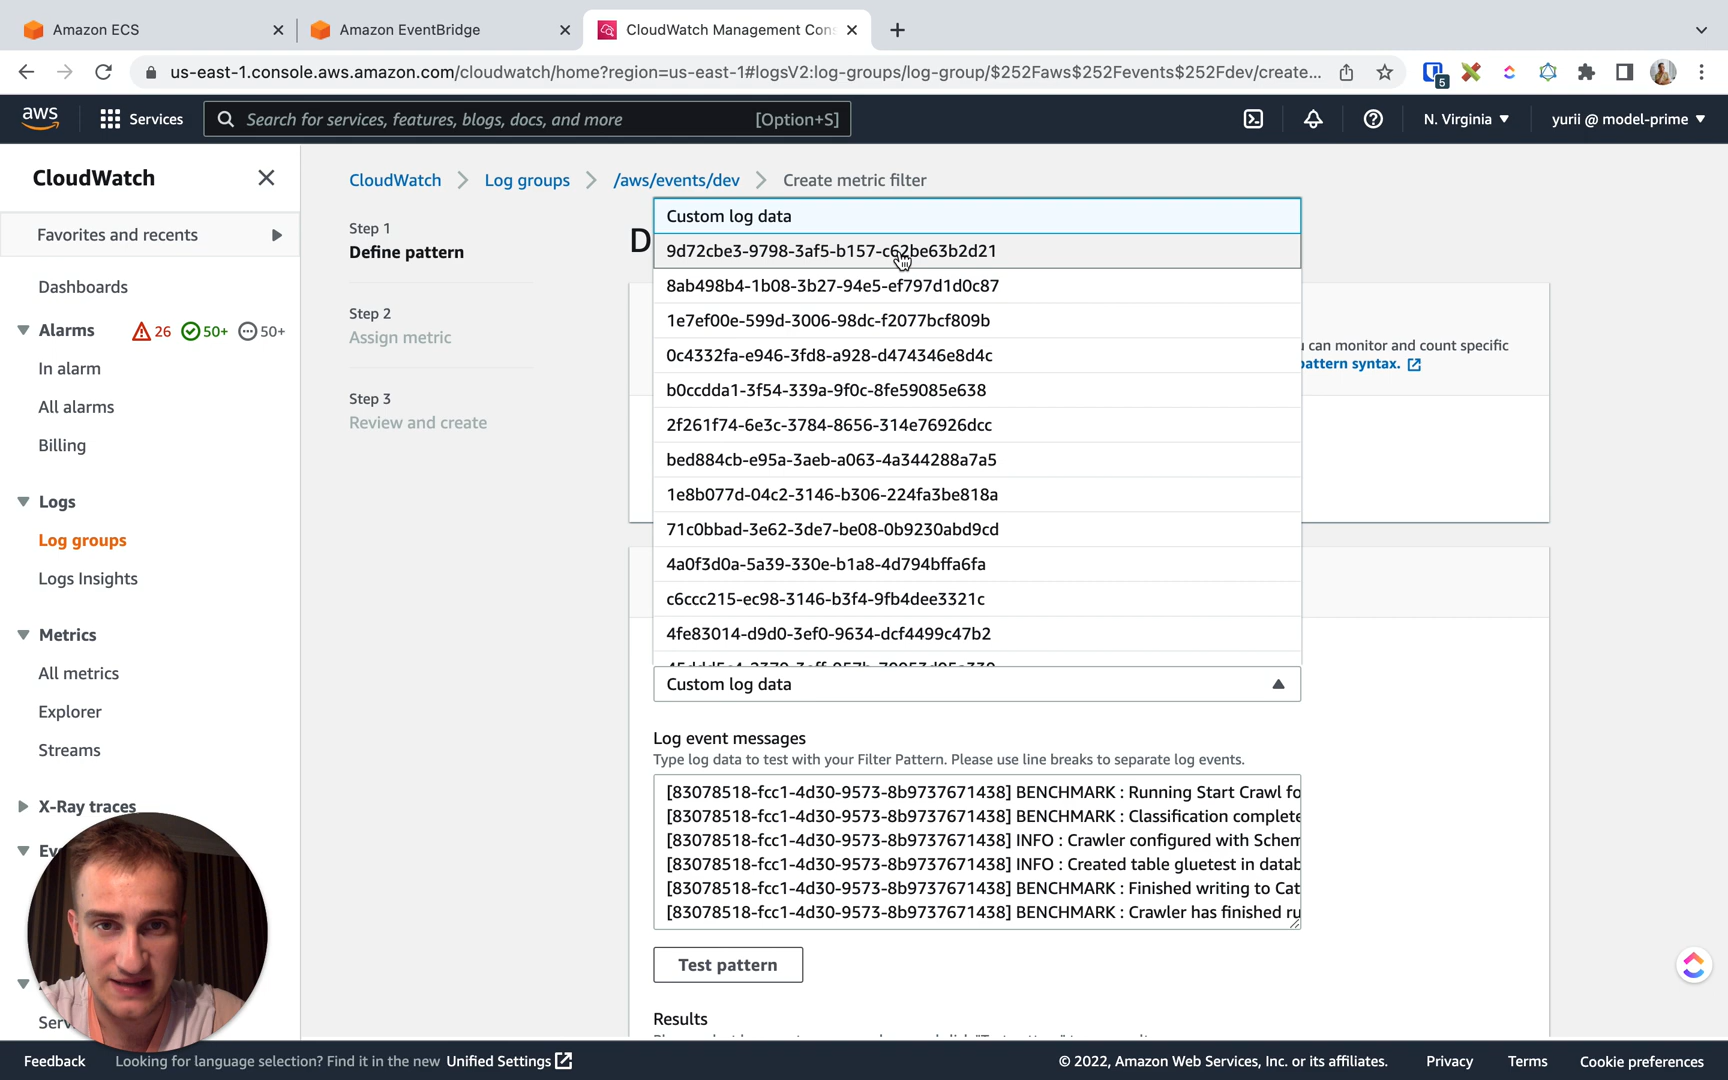 Amazon ECS
Amazon EventBridge
CloudWatch Management Con
us-east-1.console.aws.amazon.com/cloudwatch/home?region=us-east-1#logsV2:log-groups/log-group/$252Faws$252Fevents$252Fdev/create...
5
aws
Services
Search for services, features, blogs, docs, and more
[Option+S]
N. Virginia
yurii @ model-prime
CloudWatch
Favorites and recents
Dashboards
Alarms
26
50+
50+
In alarm
All alarms
Billing
Logs
Log groups
Logs Insights
Metrics
All metrics
Explorer
Streams
X-Ray traces
CloudWatch
Log groups
/aws/events/dev
Create metric filter
Step 1
Define pattern
Step 2
Assign metric
Step 3
Review and create
D
can monitor and count specific
pattern syntax.
Custom log data
9d72cbe3-9798-3af5-b157-c62be63b2d21
8ab498b4-1b08-3b27-94e5-ef797d1d0c87
1e7ef00e-599d-3006-98dc-f2077bcf809b
0c4332fa-e946-3fd8-a928-d474346e8d4c
b0ccdda1-3f54-339a-9f0c-8fe59085e638
2f261f74-6e3c-3784-8656-314e76926dcc
bed884cb-e95a-3aeb-a063-4a344288a7a5
1e8b077d-04c2-3146-b306-224fa3be818a
71c0bbad-3e62-3de7-be08-0b9230abd9cd
4a0f3d0a-5a39-330e-b1a8-4d794bffa6fa
c6ccc215-ec98-3146-b3f4-9fb4dee3321c
4fe83014-d9d0-3ef0-9634-dcf4499c47b2
Custom log data
Log event messages
Type log data to test with your Filter Pattern. Please use line breaks to separate log events.
[83078518-fcc1-4d30-9573-8b9737671438] BENCHMARK : Running Start Crawl fo
[83078518-fcc1-4d30-9573-8b9737671438] BENCHMARK : Classification complete
[83078518-fcc1-4d30-9573-8b9737671438] INFO : Crawler configured with Schem
[83078518-fcc1-4d30-9573-8b9737671438] INFO : Created table gluetest in datab
[83078518-fcc1-4d30-9573-8b9737671438] BENCHMARK : Finished writing to Cat
[83078518-fcc1-4d30-9573-8b9737671438] BENCHMARK : Crawler has finished ru
Test pattern
Results
Feedback
Looking for language selection? Find it in the new Unified Settings
© 2022, Amazon Web Services, Inc. or its affiliates.
Privacy
Terms
Cookie preferences